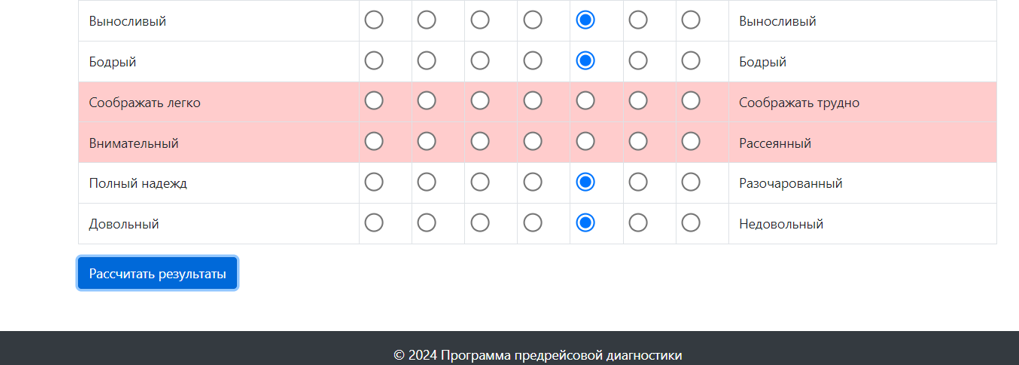 Выносливый Выносливый
Бодрый Бодрый
Соображать легко Соображать трудно
Внимательный Рассеянный
Полный надежд Разочарованный
Довольный Недовольный
Рассчитать результаты
© 2024 Программа предрейсовой диагностики